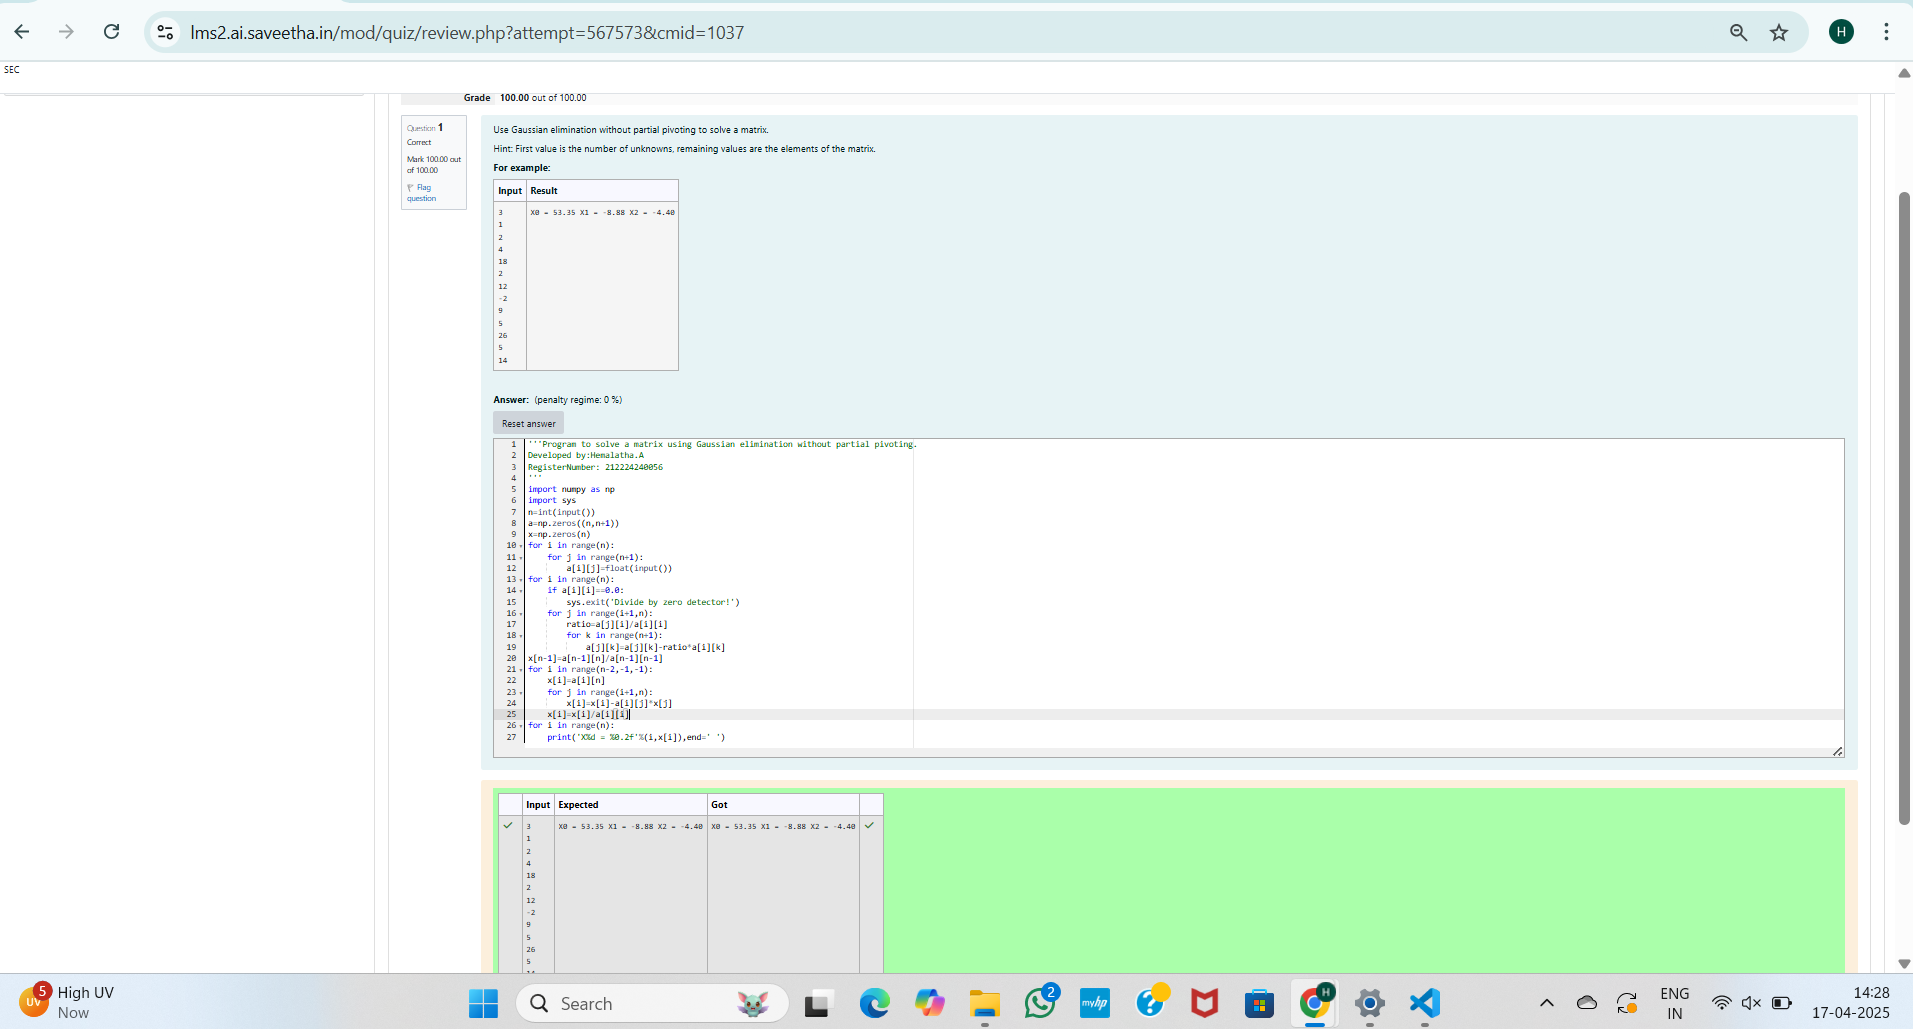 lms2.ai.saveetha.in/mod/quiz/review.php?attempt=567573&cmid=1037
H
SEC
Grade 100.00 out of 100.00
Question 1
Correct
Mark 100.00 out
of 100.00
Flag
question
Use Gaussian elimination without partial pivoting to solve a matrix.
Hint: First value is the number of unknowns, remaining values are the elements of the matrix.
For example:
Input Result
3 X0 = 53.35 X1 = -8.88 X2 = -4.40
1
2
4
18
2
12
-2
9
5
26
5
14
Answer: (penalty regime: 0 %)
Reset answer
1 '''Program to solve a matrix using Gaussian elimination without partial pivoting.
2 Developed by:Hemalatha.A
3 RegisterNumber: 212224240056
4 '''
5 import numpy as np
6 import sys
7 n=int(input())
8 a=np.zeros((n,n+1))
9 x=np.zeros(n)
10 for i in range(n):
11 for j in range(n+1):
12 a[i][j]=float(input())
13 for i in range(n):
14 if a[i][i]==0.0:
15 sys.exit('Divide by zero detector!')
16 for j in range(i+1,n):
17 ratio=a[j][i]/a[i][i]
18 for k in range(n+1):
19 a[j][k]=a[j][k]-ratio*a[i][k]
20 x[n-1]=a[n-1][n]/a[n-1][n-1]
21 for i in range(n-2,-1,-1):
22 x[i]=a[i][n]
23 for j in range(i+1,n):
24 x[i]=x[i]-a[i][j]*x[j]
25 x[i]=x[i]/a[i][i]
26 for i in range(n):
27 print('X%d = %0.2f'%(i,x[i]),end=' ')
Input Expected Got
3 X0 = 53.35 X1 = -8.88 X2 = -4.40 X0 = 53.35 X1 = -8.88 X2 = -4.40
1
2
4
18
2
12
-2
9
5
26
5
UV 5 High UV
Now
Search
2
myhp
H
ENG
IN
14:28
17-04-2025